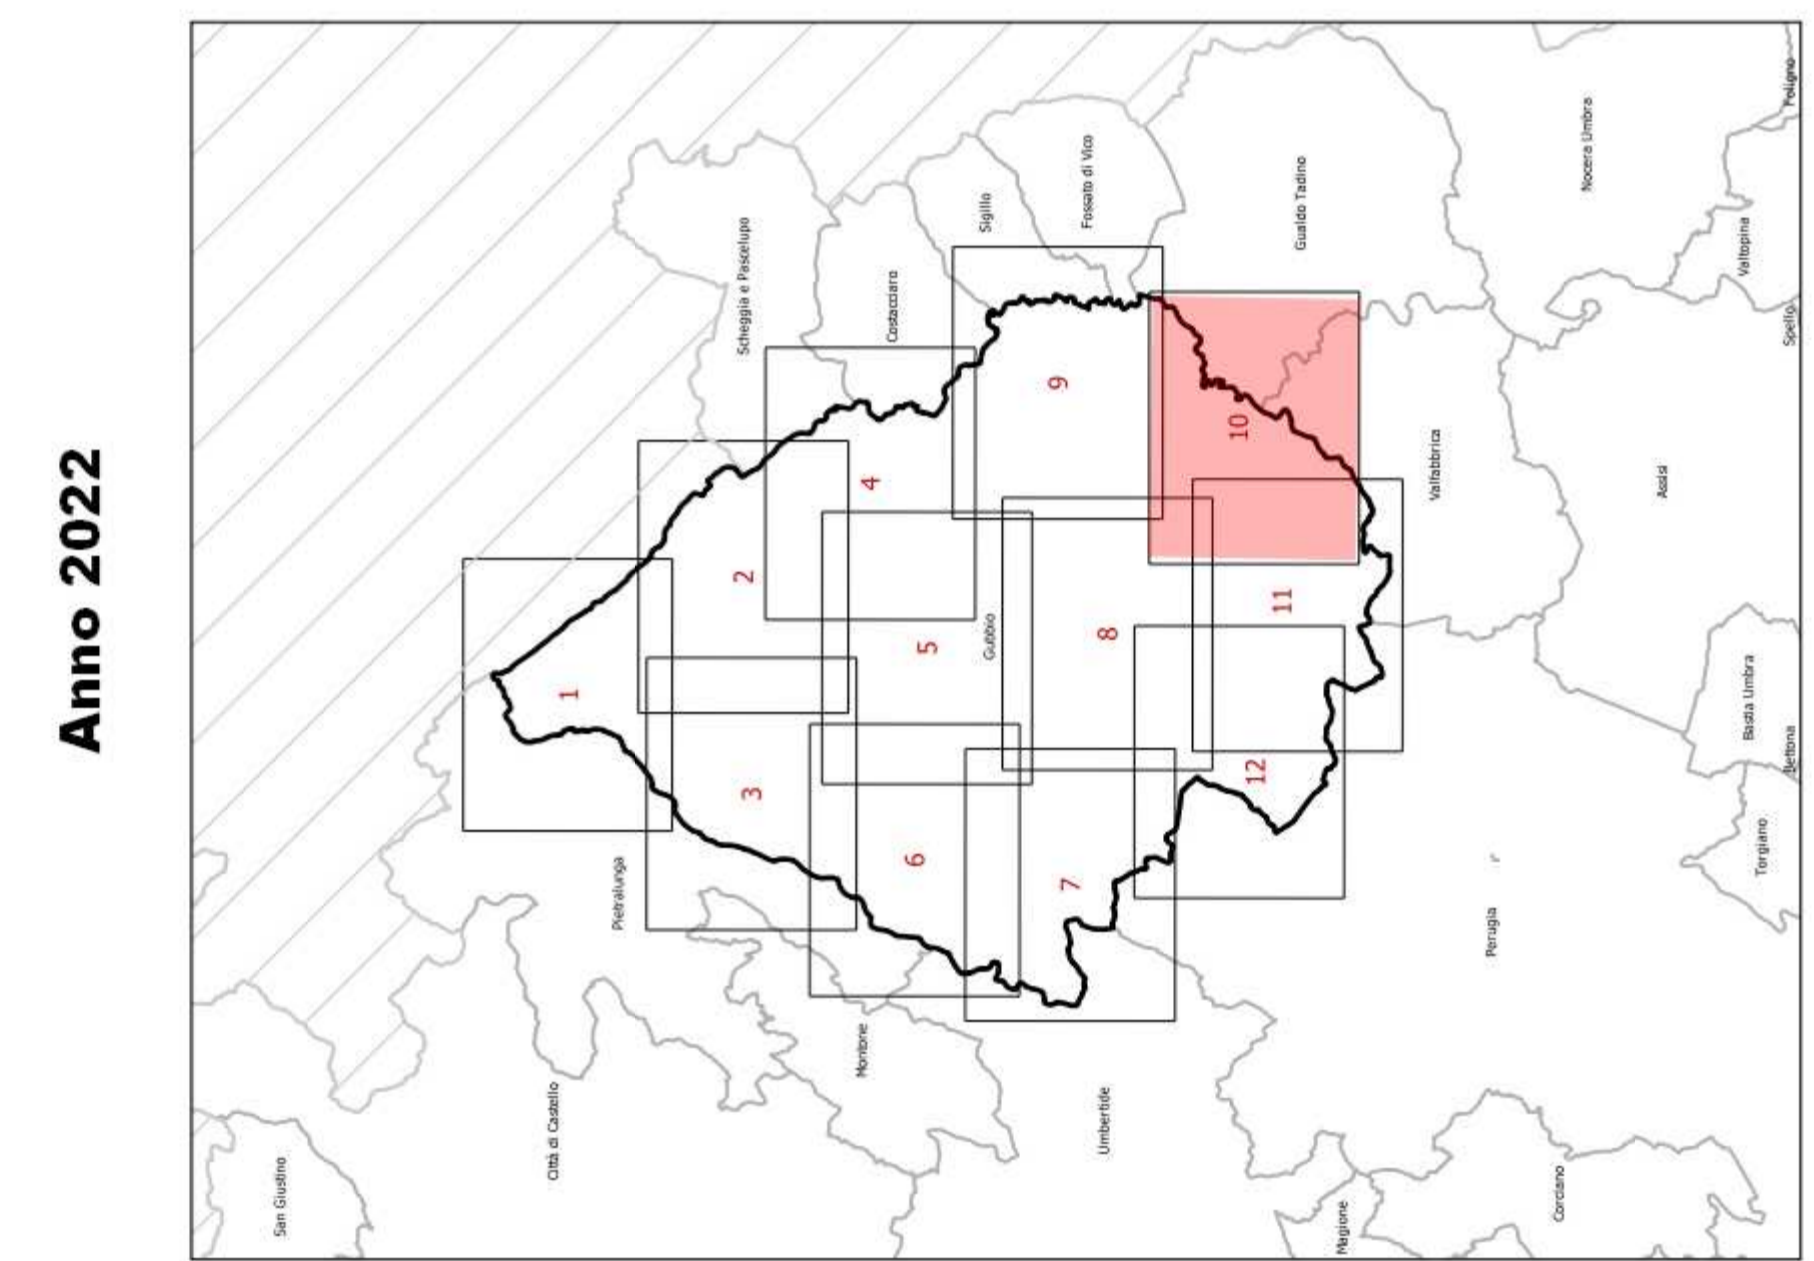 Anno 2022
San Giustino
Città di Castello
1
Pietralunga
3
2
Scheggia e Pascelupo
Montone
4
Costacciaro
6
5
Gubbio
Sigillo
9
7
Fossato di Vico
Umbertide
8
10
12
11
Gualdo Tadino
Magione
Valfabbrica
Perugia
Corciano
Nocera Umbra
Assisi
Valtopina
Bastia Umbra
Torgiano
Bettona
Spello
Foligno